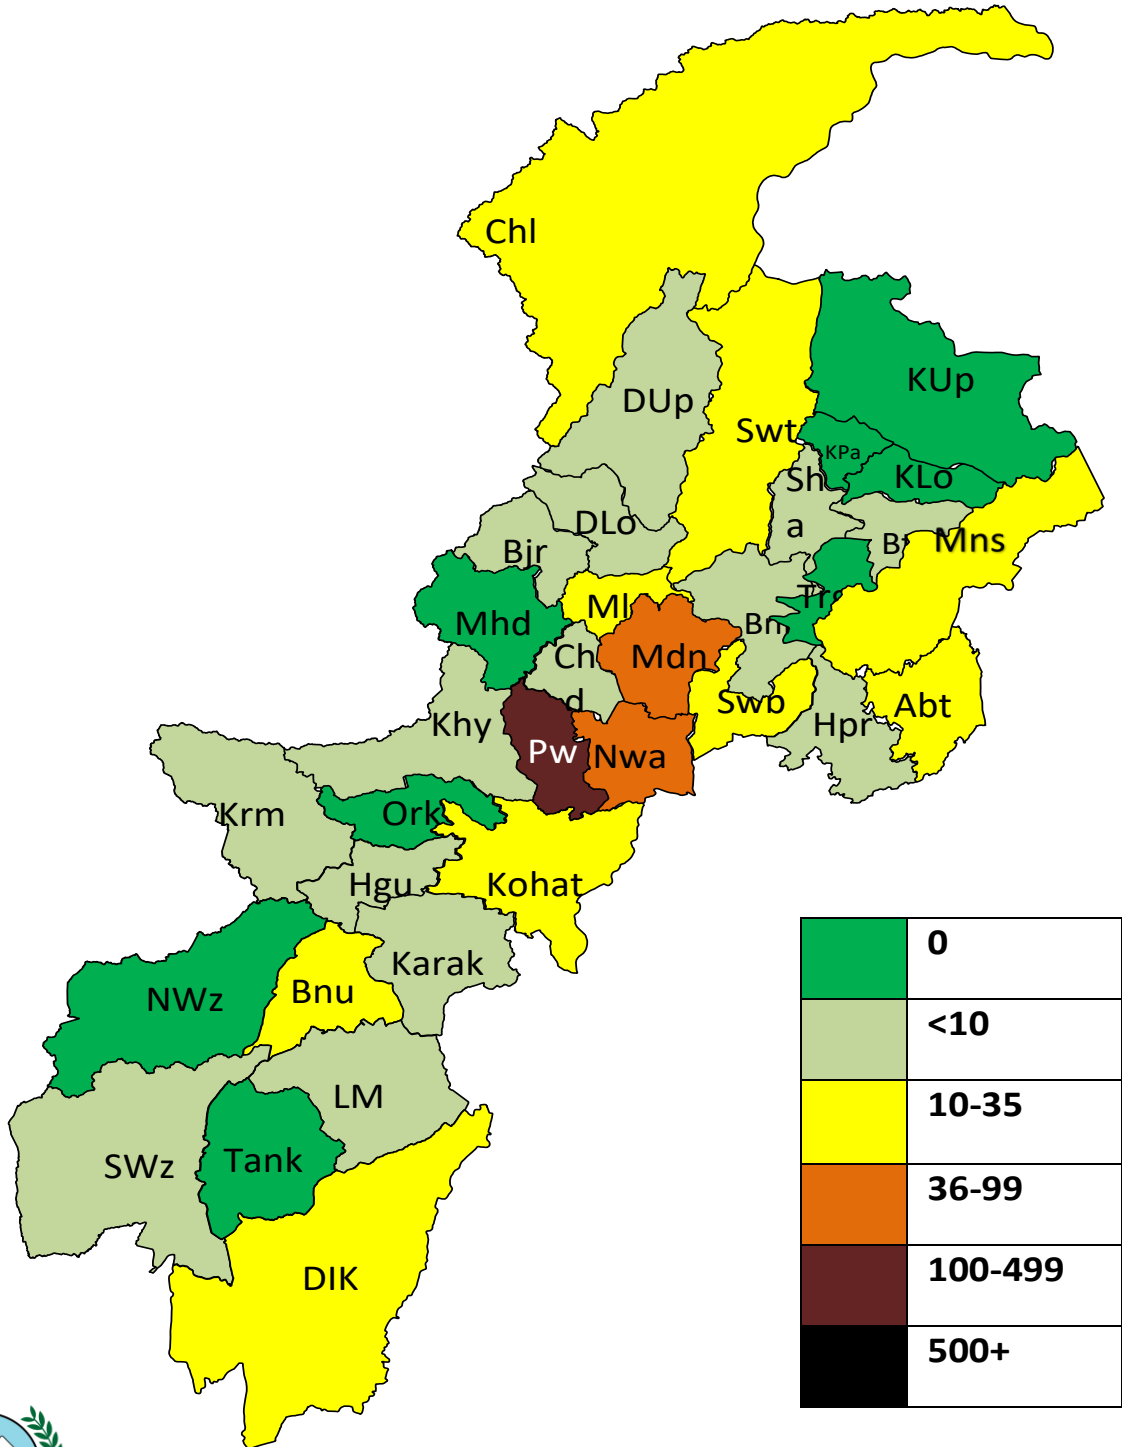 Chl
KUp
DUp
Swt
KPa
KLo
Sh
a
DLo
Mns
Bjr
Trg
Mhd
Bn
Ch
d
Mdn
Swb
Abt
Khy
Hpr
Pw
Nwa
Krm
Ork
Hgu
Kohat
Karak
NWz
Bnu
LM
SWz
Tank
DIK
0
<10
10-35
36-99
100-499
500+